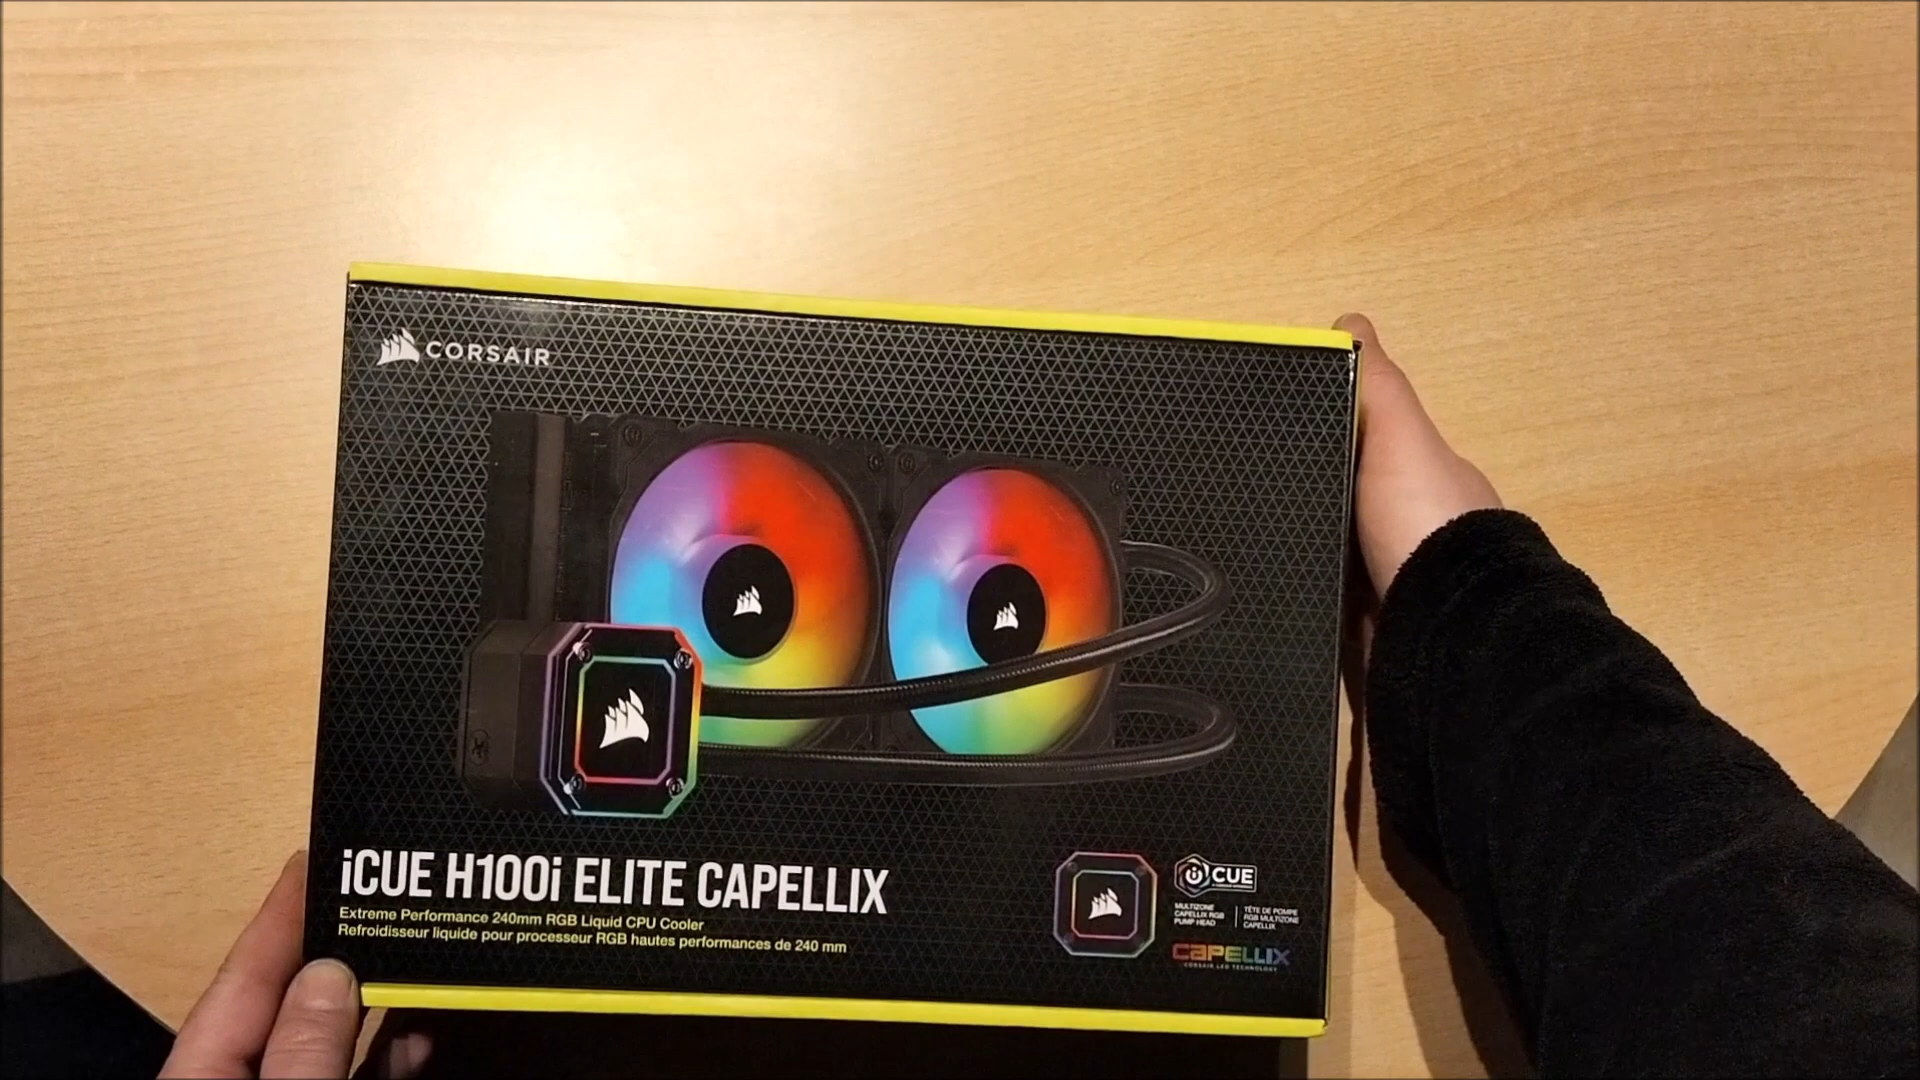 CORSAIR
iCUE H100i ELITE CAPELLIX
Extreme Performance 240mm RGB Liquid CPU Cooler
Refroidisseur liquide pour processeur RGB hautes performances de 240 mm
iCUE
MULTIZONE
CAPELLIX RGB
PUMP HEAD
TÊTE DE POMPE
RGB MULTIZONE
CAPELLIX
CAPELLIX
CORSAIR LED TECHNOLOGY